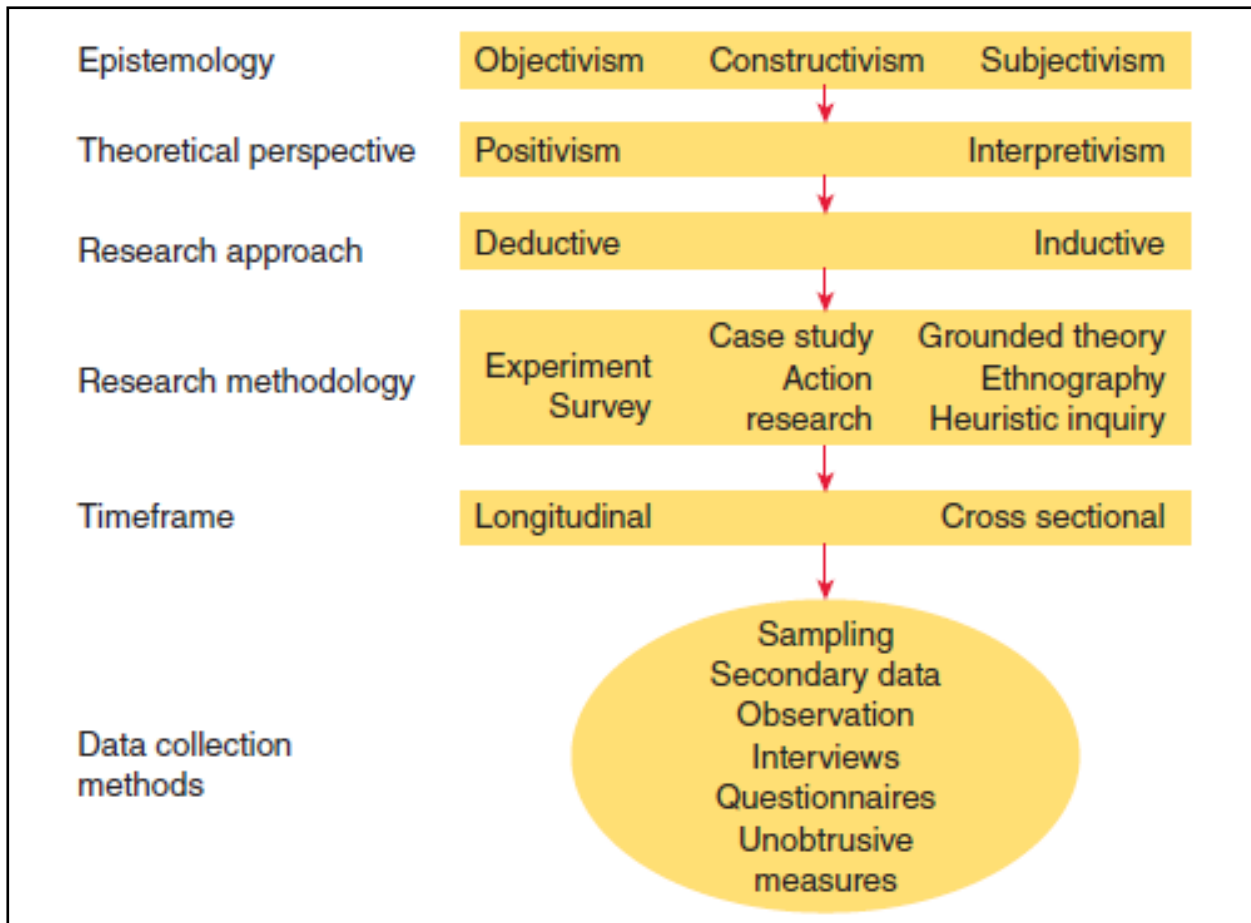 Epistemology
Objectivism Constructivism Subjectivism
Theoretical perspective
Positivism Interpretivism
Research approach
Deductive Inductive
Research methodology
Experiment
Survey
Case study
Action
research
Grounded theory
Ethnography
Heuristic inquiry
Timeframe
Longitudinal Cross sectional
Data collection
methods
Sampling
Secondary data
Observation
Interviews
Questionnaires
Unobtrusive
measures